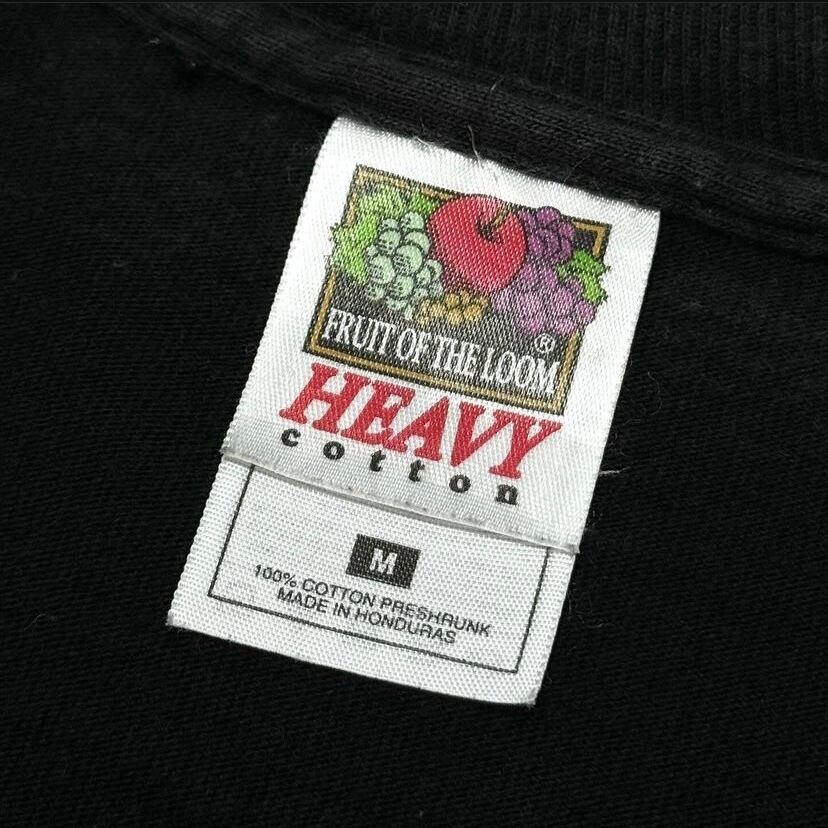 FRUIT OF THE LOOM ®
HEAVY
cotton
M
100% COTTON PRESHRUNK
MADE IN HONDURAS